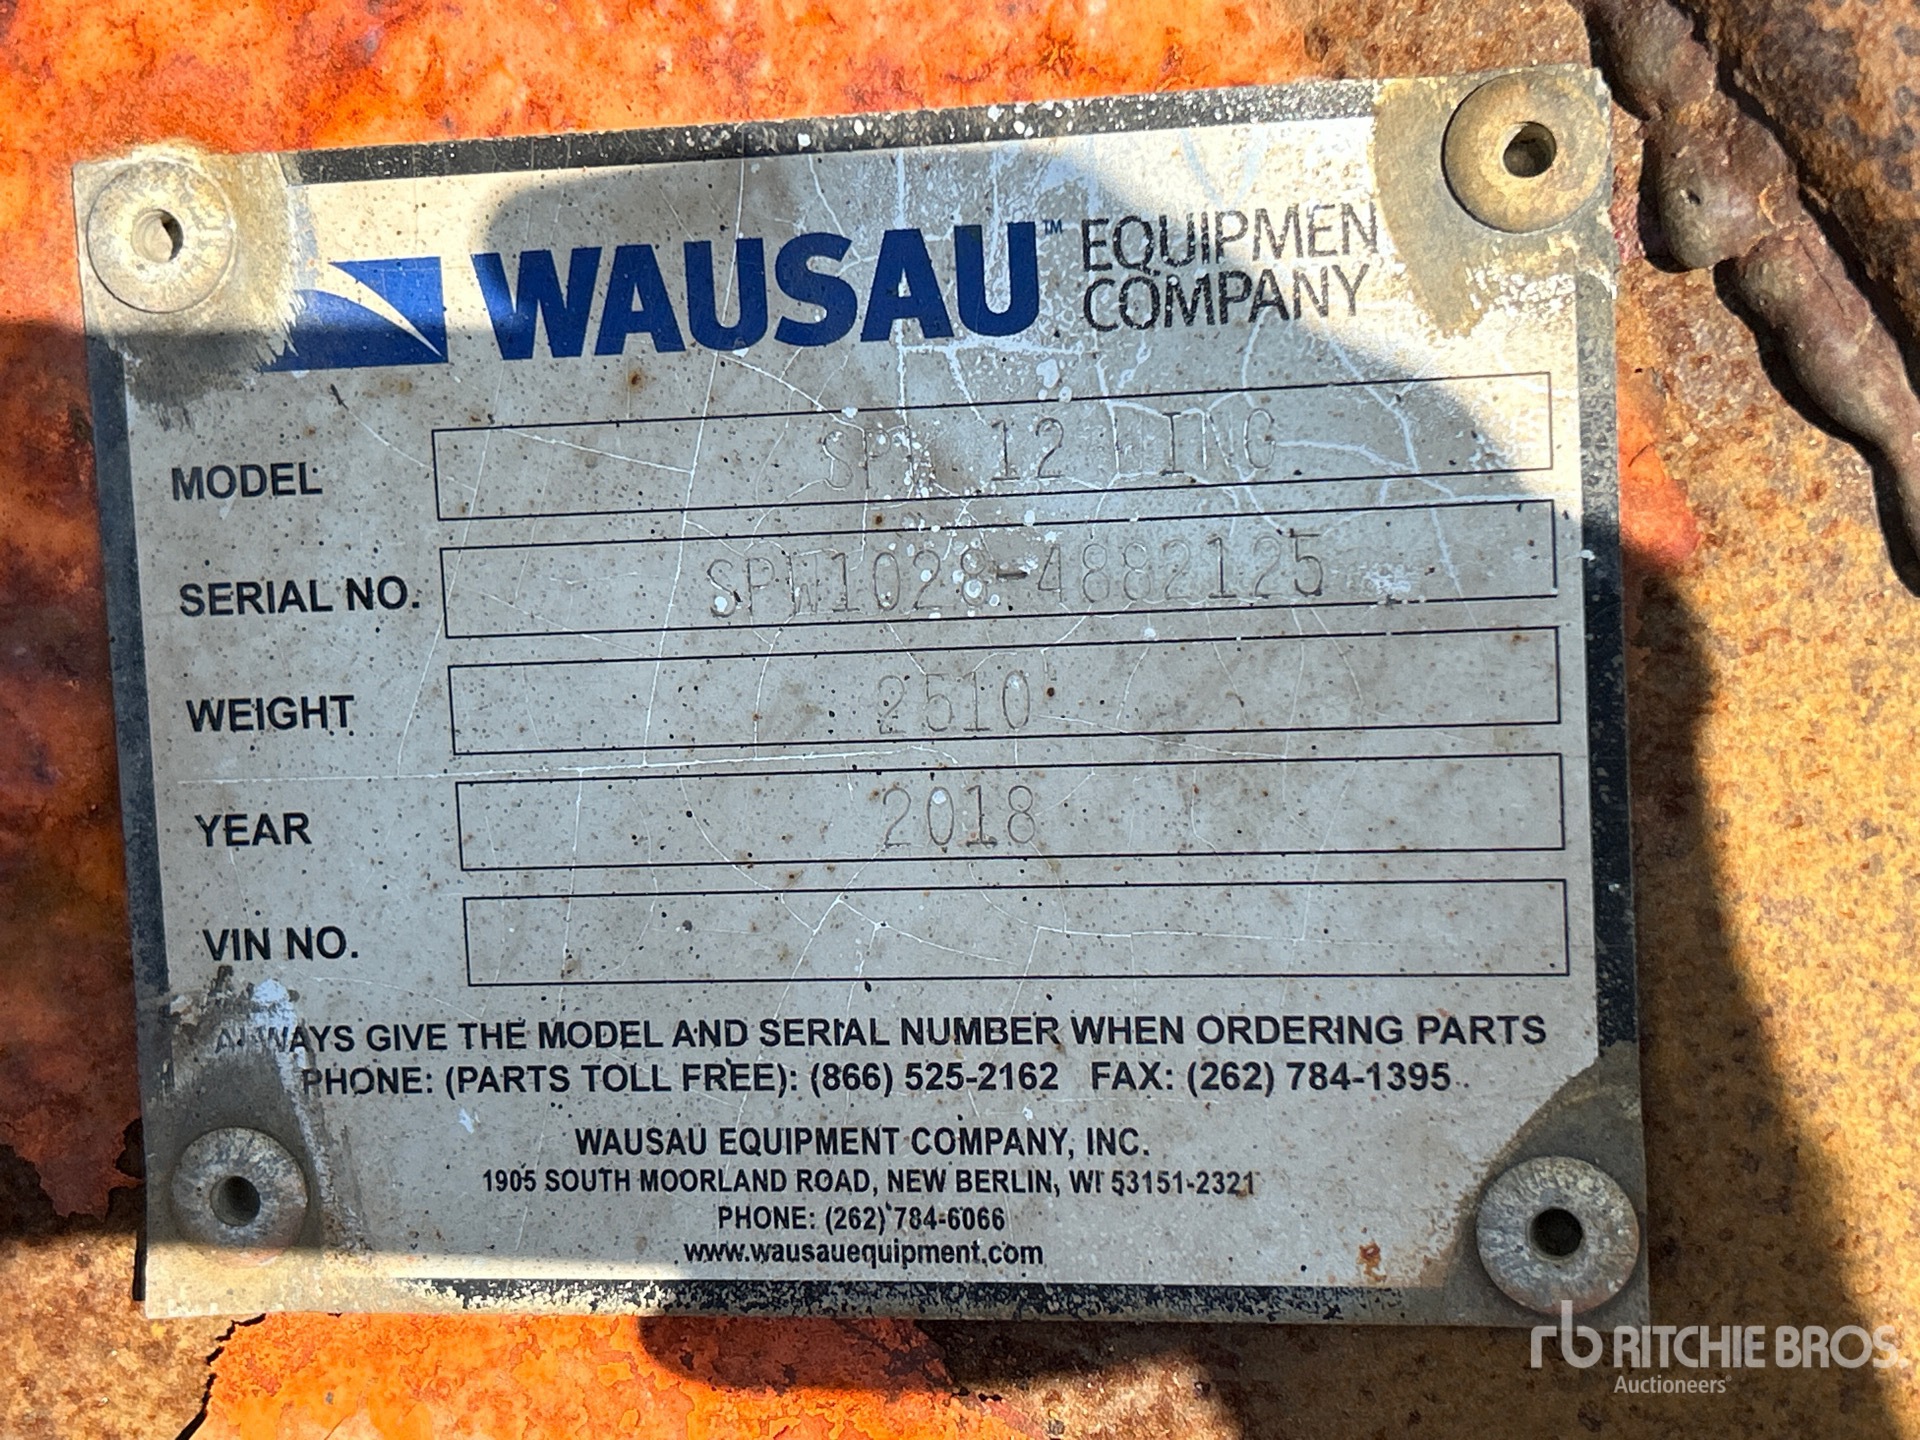 WAUSAU™ EQUIPMEN
COMPANY
MODEL 12
SERIAL NO. SPW1028-4882125
WEIGHT 2510
YEAR 2018
VIN NO.
ALWAYS GIVE THE MODEL AND SERIAL NUMBER WHEN ORDERING PARTS
PHONE: (PARTS TOLL FREE): (866) 525-2162 FAX: (262) 784-1395
WAUSAU EQUIPMENT COMPANY, INC.
1905 SOUTH MOORLAND ROAD, NEW BERLIN, WI 53151-2321
PHONE: (262) 784-6066
www.wausauequipment.com
rb RITCHIE BROS.
Auctioneers